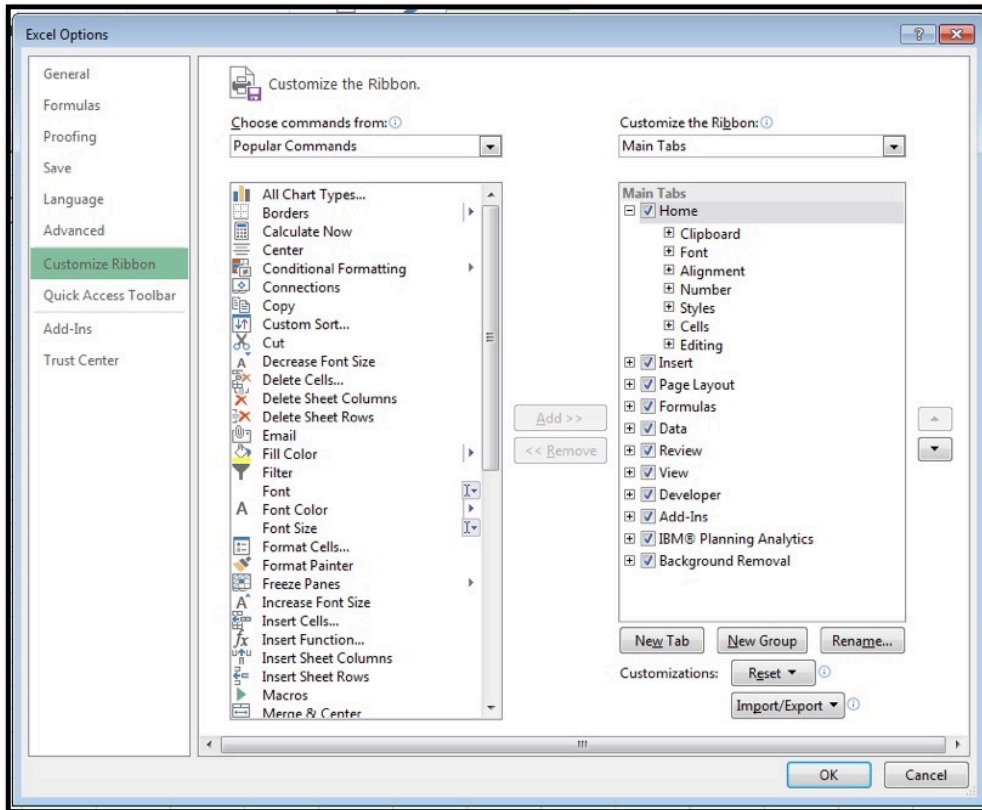 Excel Options
General
Formulas
Proofing
Save
Language
Advanced
Customize Ribbon
Quick Access Toolbar
Add-Ins
Trust Center
Customize the Ribbon.
Choose commands from:
Popular Commands
All Chart Types...
Borders
Calculate Now
Center
Conditional Formatting
Connections
Copy
Custom Sort...
Cut
Decrease Font Size
Delete Cells...
Delete Sheet Columns
Delete Sheet Rows
Email
Fill Color
Filter
Font
Font Color
Font Size
Format Cells...
Format Painter
Freeze Panes
Increase Font Size
Insert Cells...
Insert Function...
Insert Sheet Columns
Insert Sheet Rows
Macros
Merge & Center
Add >>
<< Remove
Customize the Ribbon:
Main Tabs
Main Tabs
Home
Clipboard
Font
Alignment
Number
Styles
Cells
Editing
Insert
Page Layout
Formulas
Data
Review
View
Developer
Add-Ins
IBM® Planning Analytics
Background Removal
New Tab
New Group
Rename...
Customizations:
Reset
Import/Export
OK
Cancel